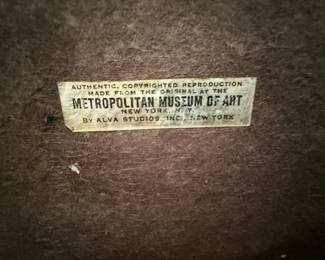 AUTHENTIC, COPYRIGHTED REPRODUCTION
MADE FROM THE ORIGINAL AT THE
METROPOLITAN MUSEUM OF ART
NEW YORK, N. Y.
BY ALVA STUDIOS, INC., NEW YORK